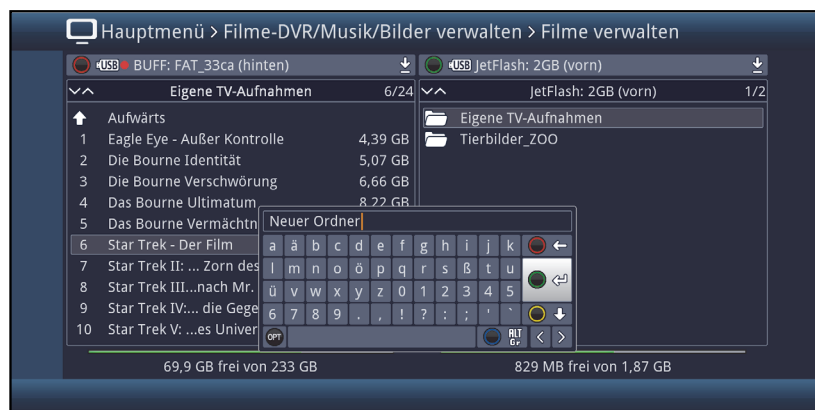 Hauptmenü > Filme-DVR/Musik/Bilder verwalten > Filme verwalten
USB BUFF: FAT_33ca (hinten)
USB JetFlash: 2GB (vorn)
Eigene TV-Aufnahmen 6/24
JetFlash: 2GB (vorn) 1/2
Aufwärts
1 Eagle Eye - Außer Kontrolle 4,39 GB
2 Die Bourne Identität 5,07 GB
3 Die Bourne Verschwörung 6,66 GB
4 Das Bourne Ultimatum 8,22 GB
5 Das Bourne Vermächtn
6 Star Trek - Der Film
7 Star Trek II: ... Zorn des
8 Star Trek III...nach Mr.
9 Star Trek IV:... die Gege
10 Star Trek V: ...es Univer
Eigene TV-Aufnahmen
Tierbilder_ZOO
Neuer Ordner
a ä b c d e f g h i j k
l m n o ö p q r s ß t u
ü v w x y z 0 1 2 3 4 5
6 7 8 9 . , ! ? : ; ' `
OPT ALT Gr < >
69,9 GB frei von 233 GB
829 MB frei von 1,87 GB